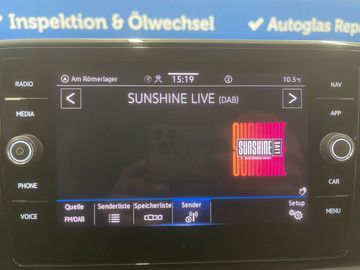 Inspektion & Ölwechsel
Autoglas Repa
RADIO
MEDIA
PHONE
VOICE
Am Römerlager
15:19
10.5°C
SUNSHINE LIVE (DAB)
SUNSHINE
LIVE
Quelle
FM/DAB
Senderliste
Speicherliste
Sender
Setup
NAV
APP
CAR
MENU